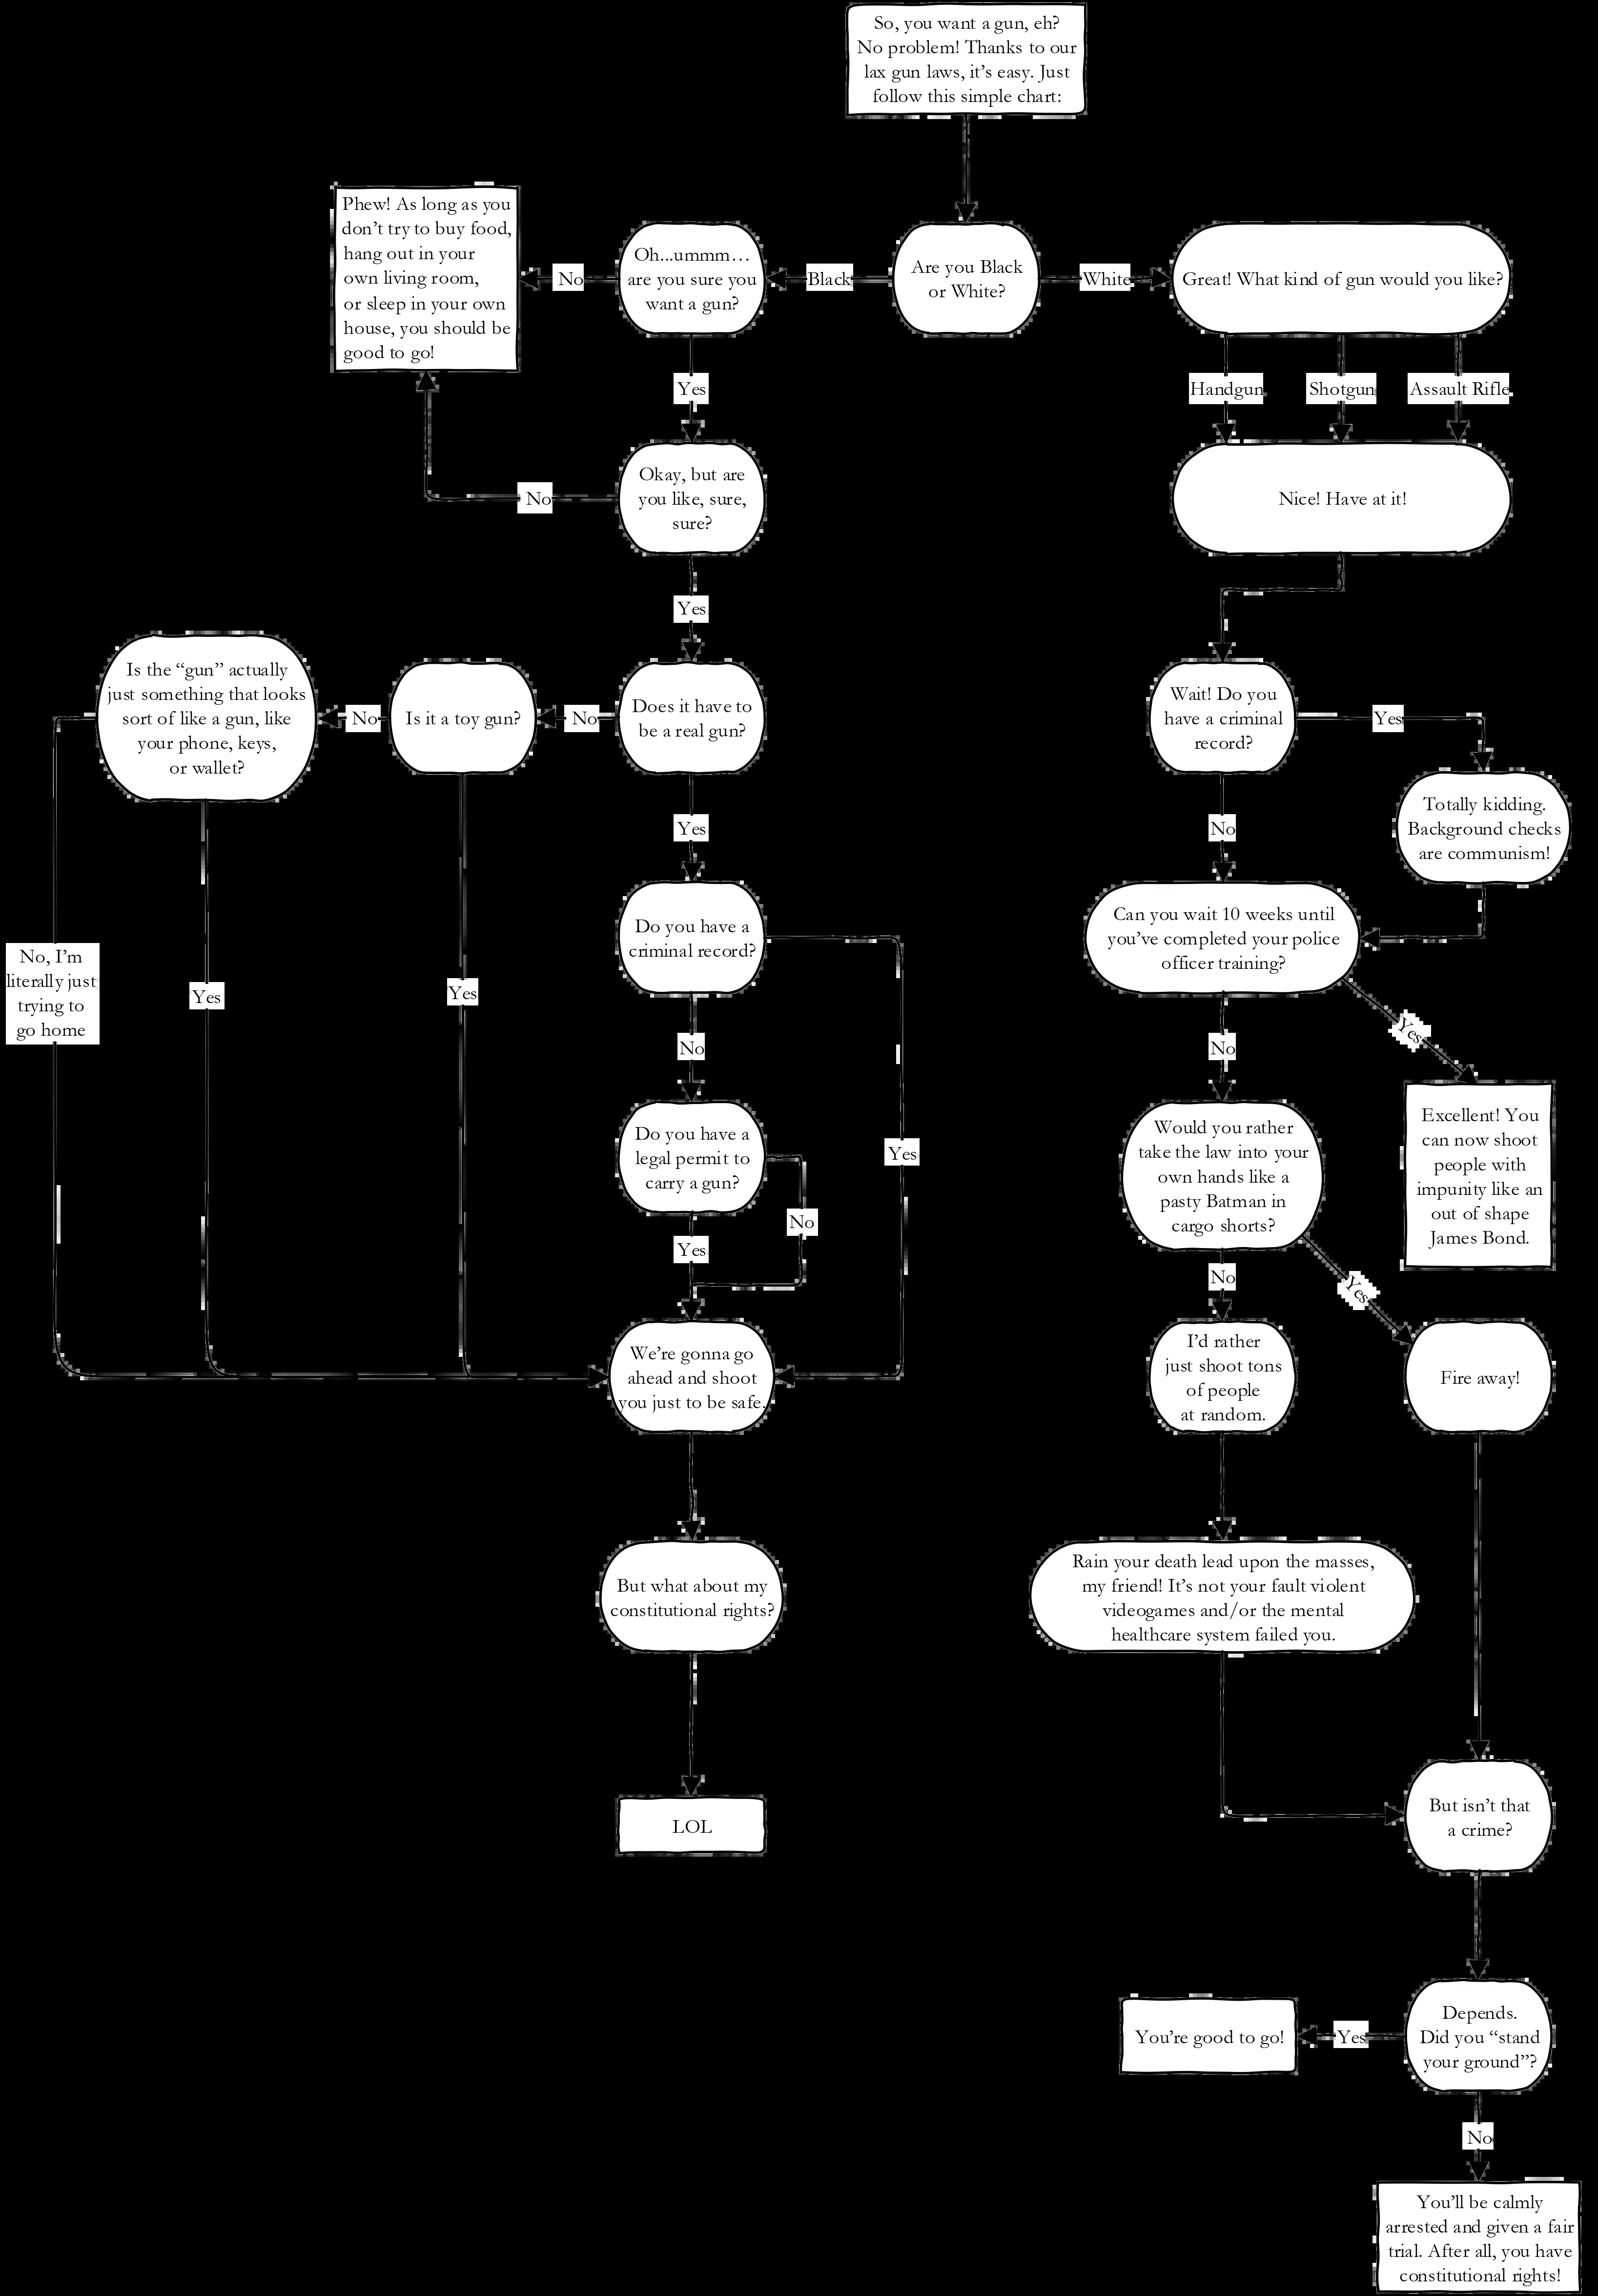 So, you want a gun, eh?
No problem! Thanks to our
lax gun laws, it's easy. Just
follow this simple chart:
Phew! As long as you
don't try to buy food,
hang out in your
own living room,
or sleep in your own
house, you should be
good to go!
No
Oh...ummm…
are you sure you
want a gun?
Black
Are you Black
or White?
White
Great! What kind of gun would you like?
Yes
Handgun
Shotgun
Assault Rifle
Okay, but are
you like, sure,
sure?
No
Nice! Have at it!
Yes
Is the “gun” actually
just something that looks
sort of like a gun, like
your phone, keys,
or wallet?
No
Is it a toy gun?
No
Does it have to
be a real gun?
Wait! Do you
have a criminal
record?
Yes
Yes
No
Totally kidding.
Background checks
are communism!
Do you have a
criminal record?
Can you wait 10 weeks until
you've completed your police
officer training?
No, I'm
literally just
trying to
go home
Yes
Yes
No
No
Yes
Do you have a
legal permit to
carry a gun?
Yes
No
Yes
Would you rather
take the law into your
own hands like a
pasty Batman in
cargo shorts?
Excellent! You
can now shoot
people with
impunity like an
out of shape
James Bond.
No
Yes
We're gonna go
ahead and shoot
you just to be safe.
I'd rather
just shoot tons
of people
at random.
Fire away!
But what about my
constitutional rights?
Rain your death lead upon the masses,
my friend! It's not your fault violent
videogames and/or the mental
healthcare system failed you.
LOL
But isn't that
a crime?
You're good to go!
Yes
Depends.
Did you “stand
your ground”?
No
You'll be calmly
arrested and given a fair
trial. After all, you have
constitutional rights!